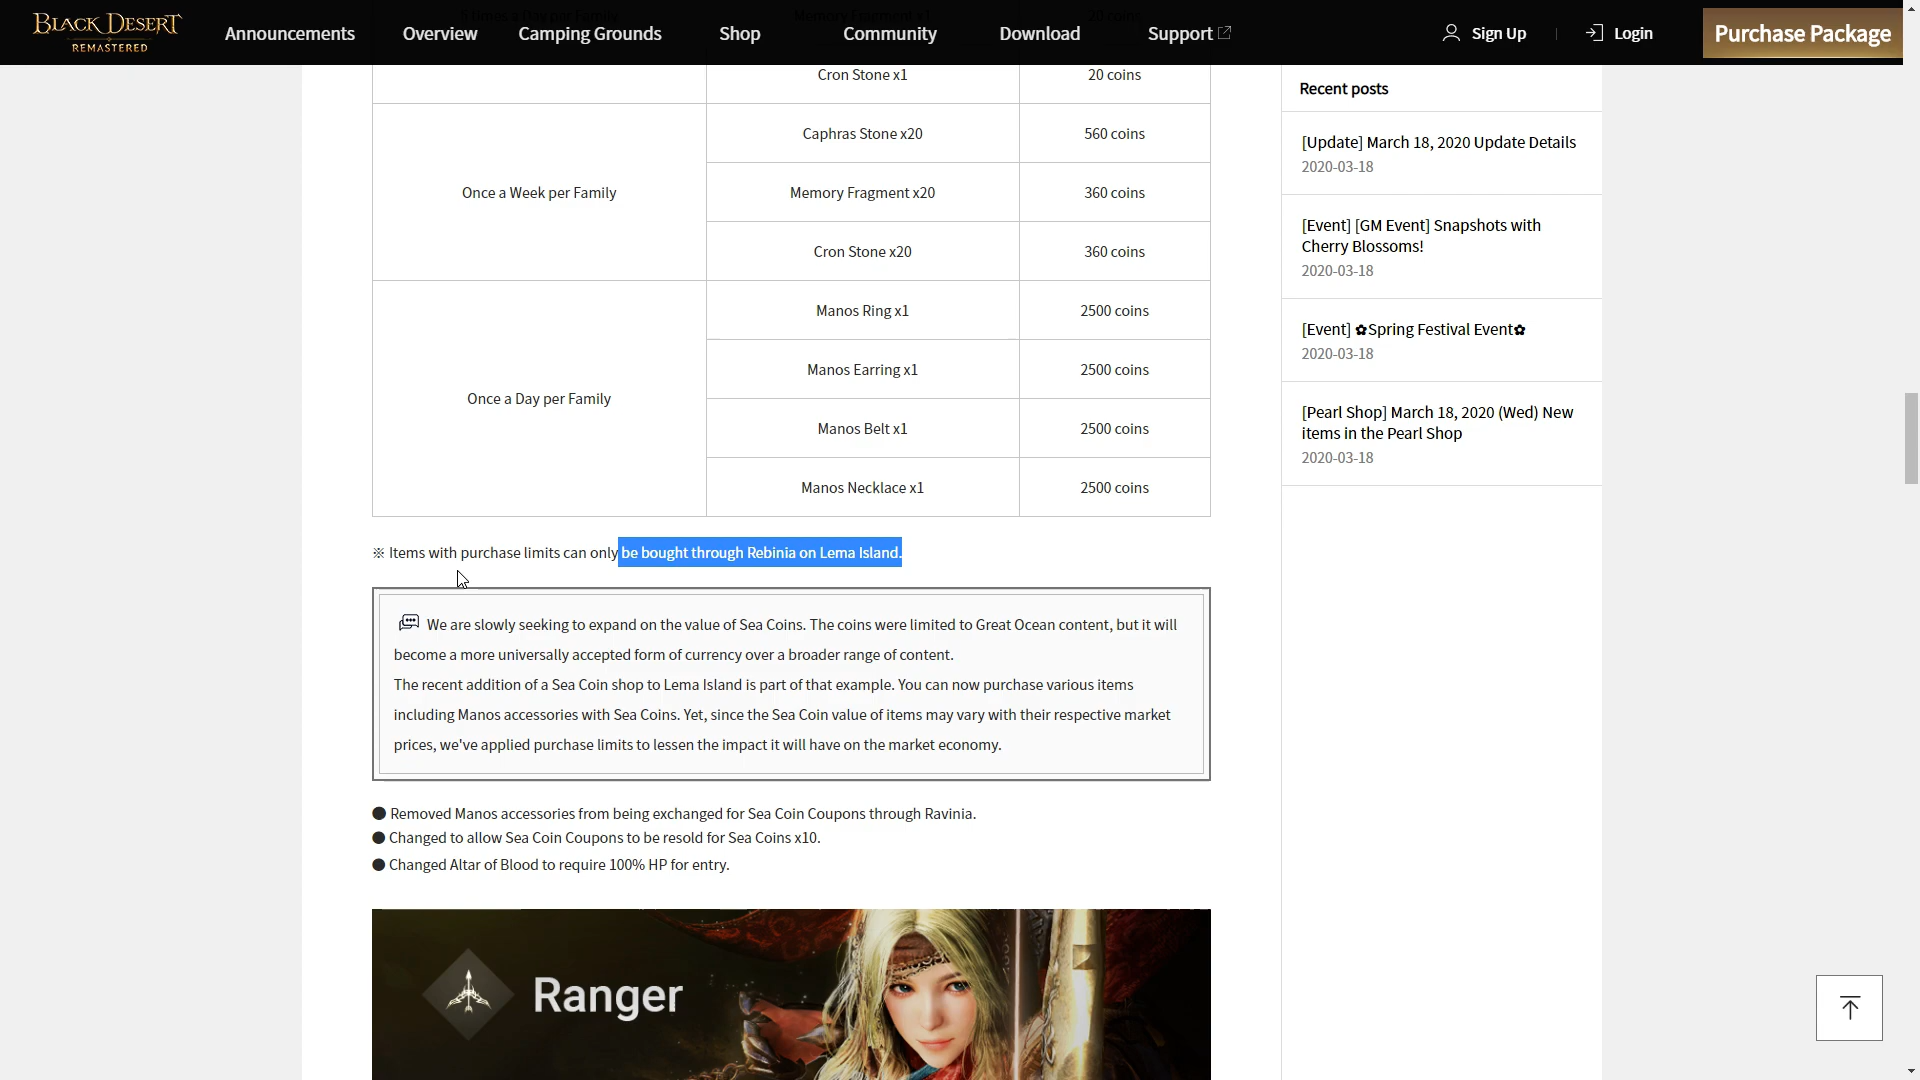 BLACK DESERT
REMASTERED
Announcements
Overview
Camping Grounds
Shop
Community
Download
Support
Sign Up
Login
Purchase Package
Cron Stone x1
20 coins
Once a Week per Family
Caphras Stone x20
560 coins
Memory Fragment x20
360 coins
Cron Stone x20
360 coins
Once a Day per Family
Manos Ring x1
2500 coins
Manos Earring x1
2500 coins
Manos Belt x1
2500 coins
Manos Necklace x1
2500 coins
※ Items with purchase limits can only be bought through Rebinia on Lema Island.
We are slowly seeking to expand on the value of Sea Coins. The coins were limited to Great Ocean content, but it will
become a more universally accepted form of currency over a broader range of content.
The recent addition of a Sea Coin shop to Lema Island is part of that example. You can now purchase various items
including Manos accessories with Sea Coins. Yet, since the Sea Coin value of items may vary with their respective market
prices, we've applied purchase limits to lessen the impact it will have on the market economy.
● Removed Manos accessories from being exchanged for Sea Coin Coupons through Ravinia.
● Changed to allow Sea Coin Coupons to be resold for Sea Coins x10.
● Changed Altar of Blood to require 100% HP for entry.
Ranger
Recent posts
[Update] March 18, 2020 Update Details
2020-03-18
[Event] [GM Event] Snapshots with
Cherry Blossoms!
2020-03-18
[Event] ✿Spring Festival Event✿
2020-03-18
[Pearl Shop] March 18, 2020 (Wed) New
items in the Pearl Shop
2020-03-18